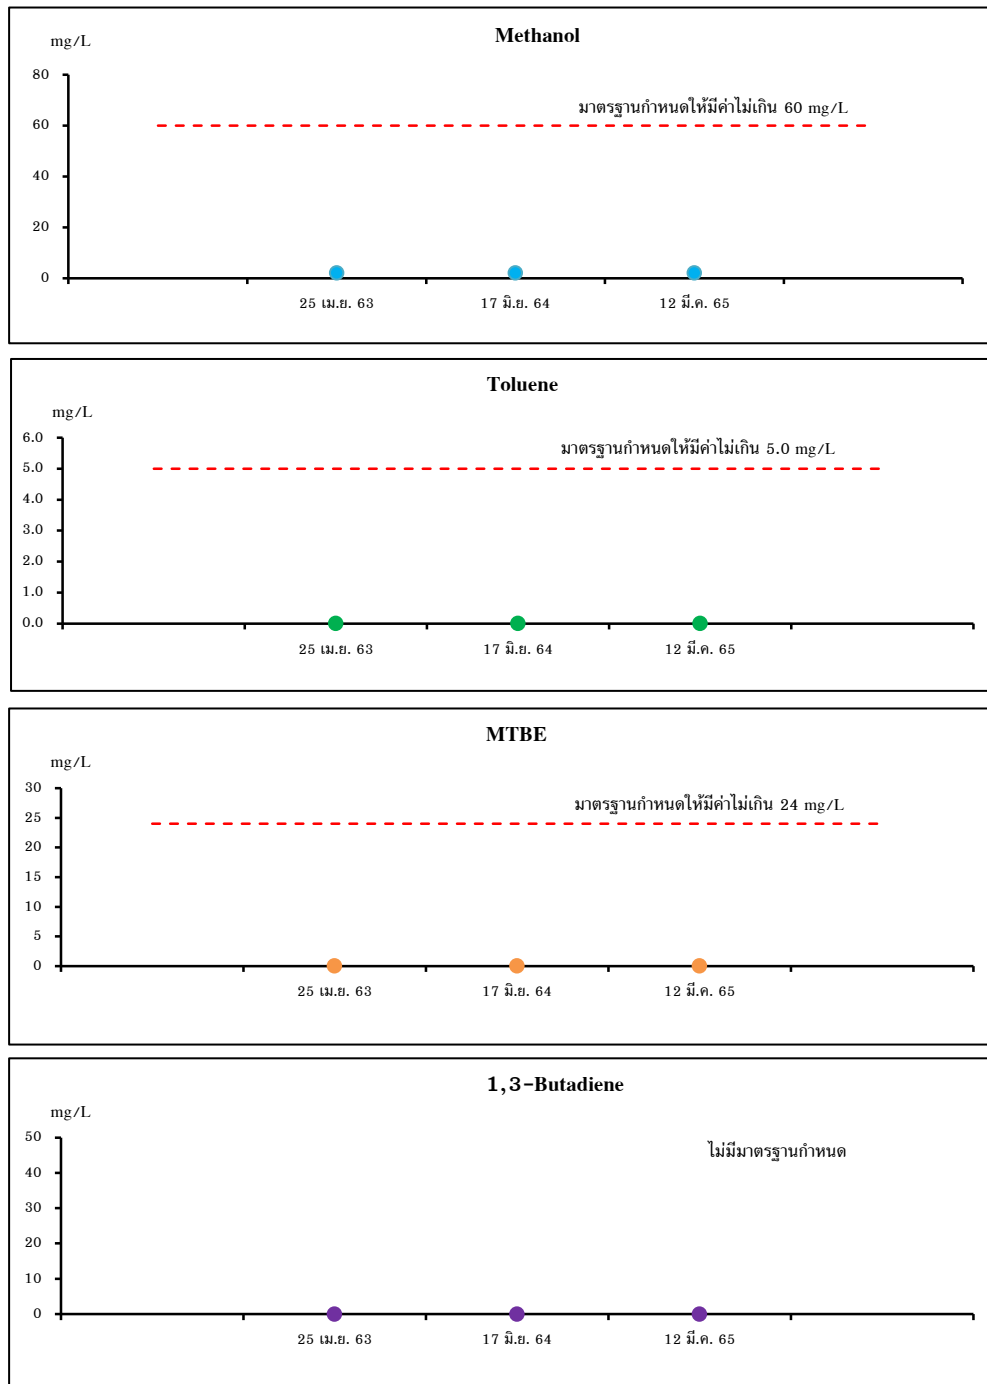 Methanol
mg/L
มาตรฐานกำหนดให้มีค่าไม่เกิน 60 mg/L
80
60
40
20
0
25 เม.ย. 63 17 มิ.ย. 64 12 มี.ค. 65
Toluene
mg/L
มาตรฐานกำหนดให้มีค่าไม่เกิน 5.0 mg/L
6.0
5.0
4.0
3.0
2.0
1.0
0.0
25 เม.ย. 63 17 มิ.ย. 64 12 มี.ค. 65
MTBE
mg/L
มาตรฐานกำหนดให้มีค่าไม่เกิน 24 mg/L
30
25
20
15
10
5
0
25 เม.ย. 63 17 มิ.ย. 64 12 มี.ค. 65
1,3-Butadiene
mg/L
ไม่มีมาตรฐานกำหนด
50
40
30
20
10
0
25 เม.ย. 63 17 มิ.ย. 64 12 มี.ค. 65